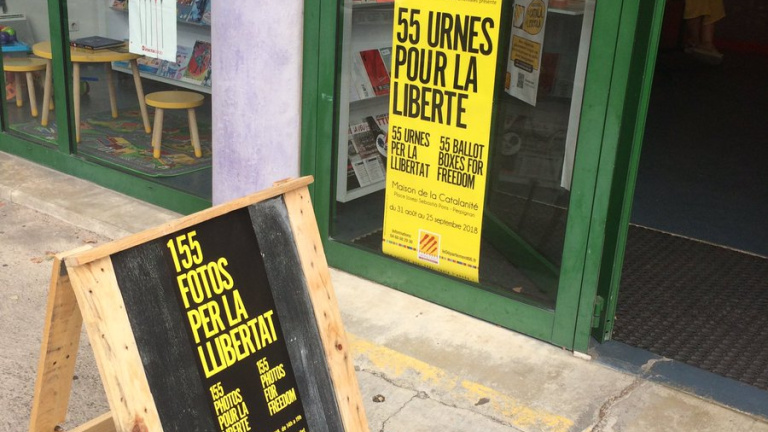 55 URNES
POUR LA
LIBERTE
55 URNES
PER LA
LLIBERTAT
55 BALLOT
BOXES FOR
FREEDOM
Maison de la Catalanité
Perpignan
du 31 août au 25 septembre 2018
155
FOTOS
PER LA
LLIBERTAT
155
PHOTOS
POUR LA
155
PHOTOS
FOR
FREEDOM